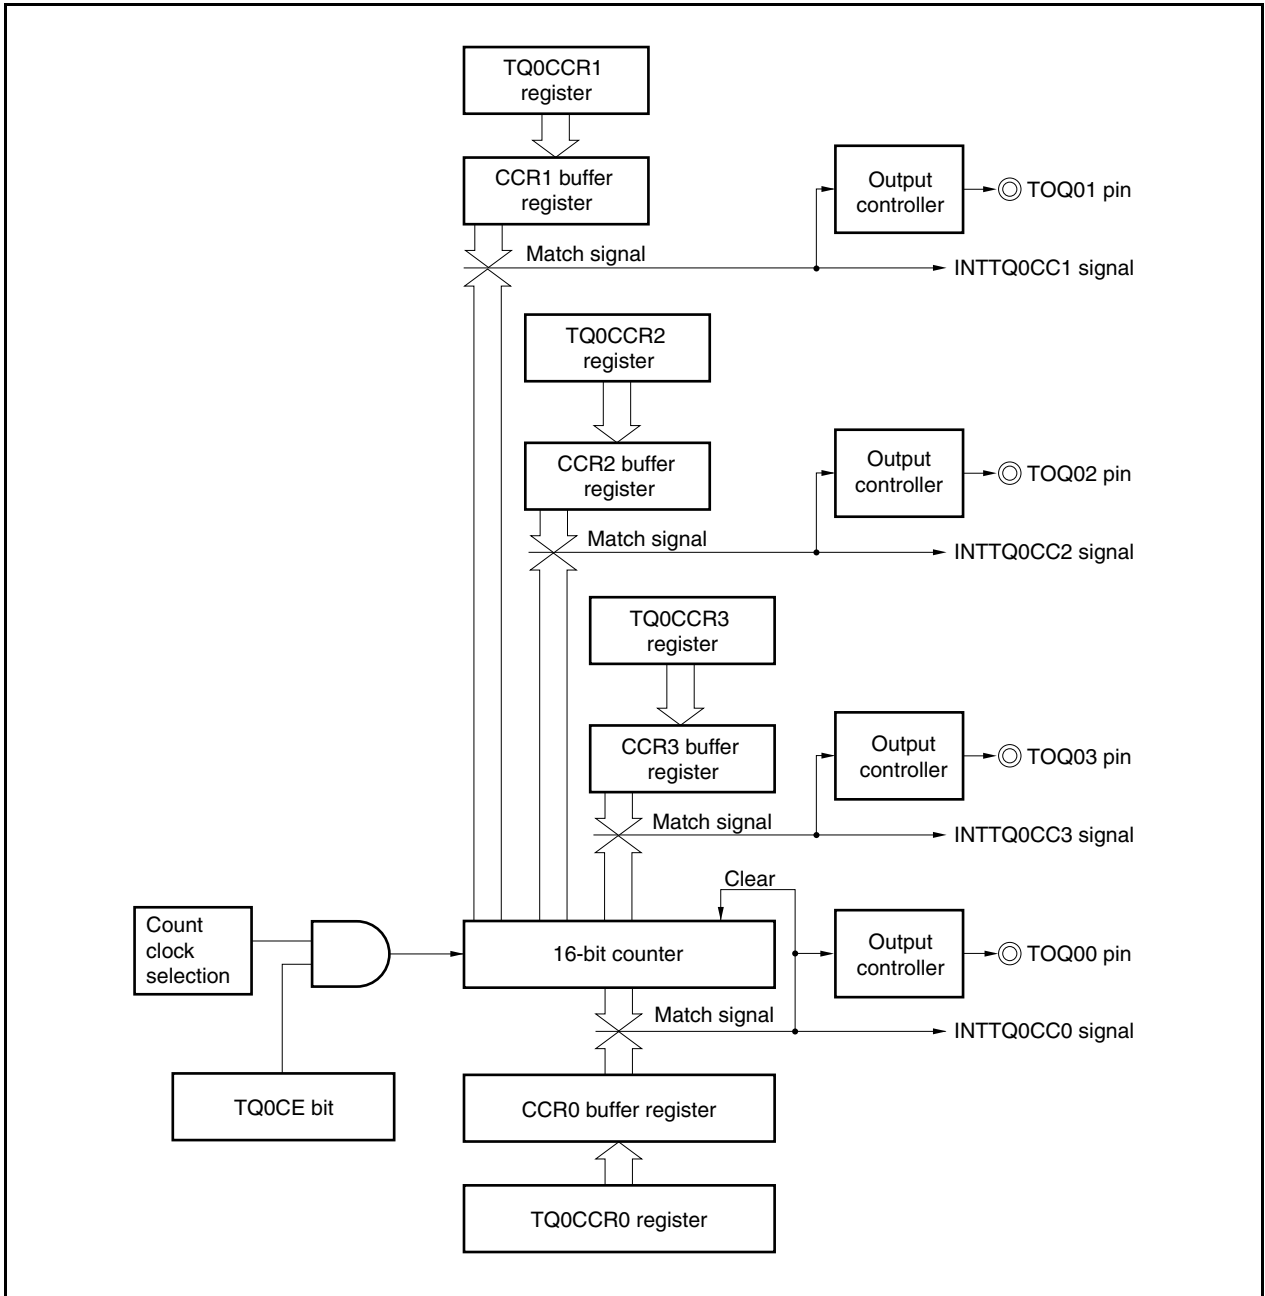 TQ0CCR1
register
CCR1 buffer
register
Output
controller
TOQ01 pin
Match signal
INTTQ0CC1 signal
TQ0CCR2
register
CCR2 buffer
register
Output
controller
TOQ02 pin
Match signal
INTTQ0CC2 signal
TQ0CCR3
register
CCR3 buffer
register
Output
controller
TOQ03 pin
Match signal
INTTQ0CC3 signal
Clear
Count
clock
selection
16-bit counter
Output
controller
TOQ00 pin
Match signal
INTTQ0CC0 signal
TQ0CE bit
CCR0 buffer register
TQ0CCR0 register